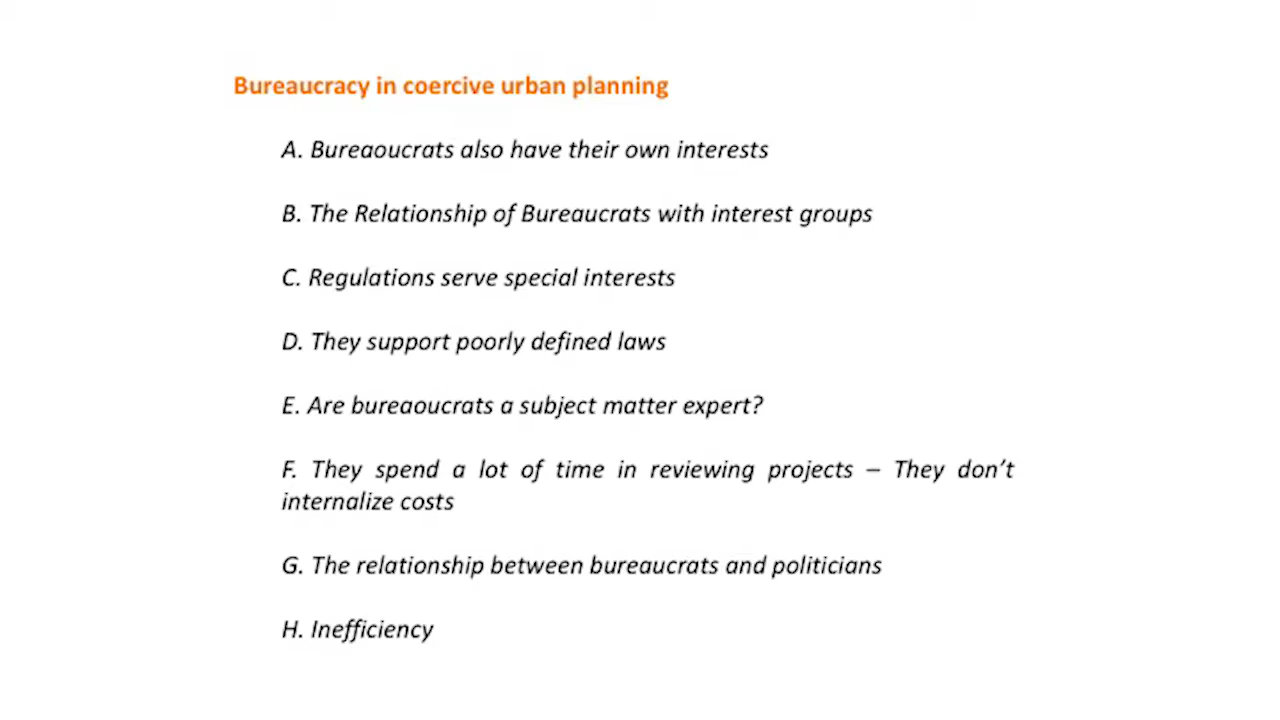 Bureaucracy in coercive urban planning
A. Bureaoucrats also have their own interests
B. The Relationship of Bureaucrats with interest groups
C. Regulations serve special interests
D. They support poorly defined laws
E. Are bureaoucrats a subject matter expert?
F. They spend a lot of time in reviewing projects – They don’t
internalize costs
G. The relationship between bureaucrats and politicians
H. Inefficiency